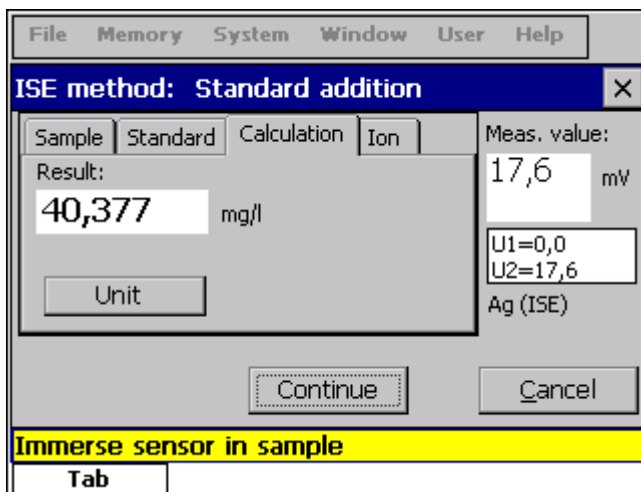 File Memory System Window User Help
ISE method: Standard addition
Sample Standard Calculation Ion
Meas. value:
Result:
40,377 mg/l
17,6 mV
U1=0,0
U2=17,6
Unit
Ag (ISE)
Continue
Cancel
Immerse sensor in sample
Tab